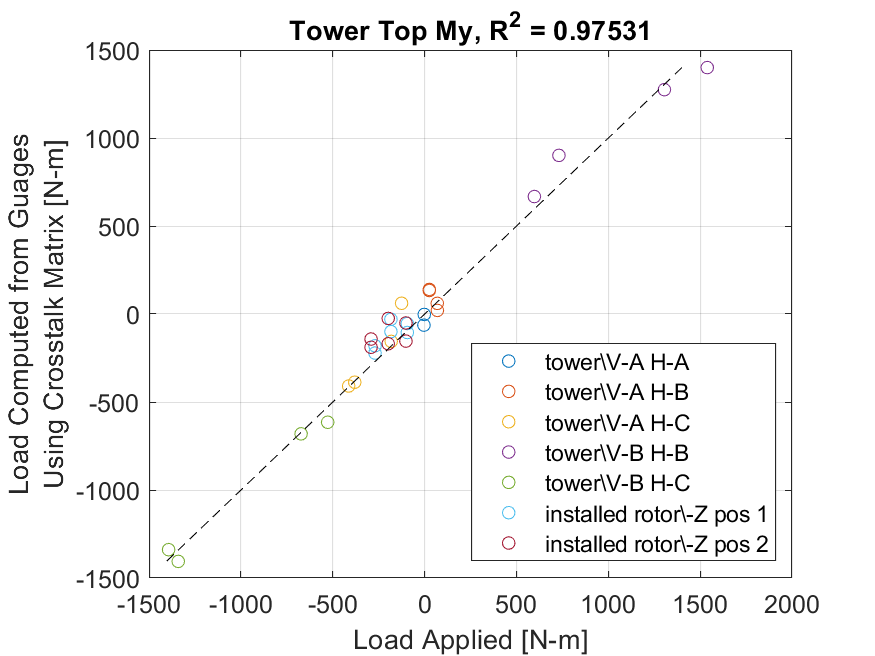 Tower Top My, R² = 0.97531
Load Computed from Guages
Using Crosstalk Matrix [N-m]
1500
1000
500
0
-500
-1000
-1500
tower\V-A H-A
tower\V-A H-B
tower\V-A H-C
tower\V-B H-B
tower\V-B H-C
installed rotor\-Z pos 1
installed rotor\-Z pos 2
-1500 -1000 -500 0 500 1000 1500 2000
Load Applied [N-m]